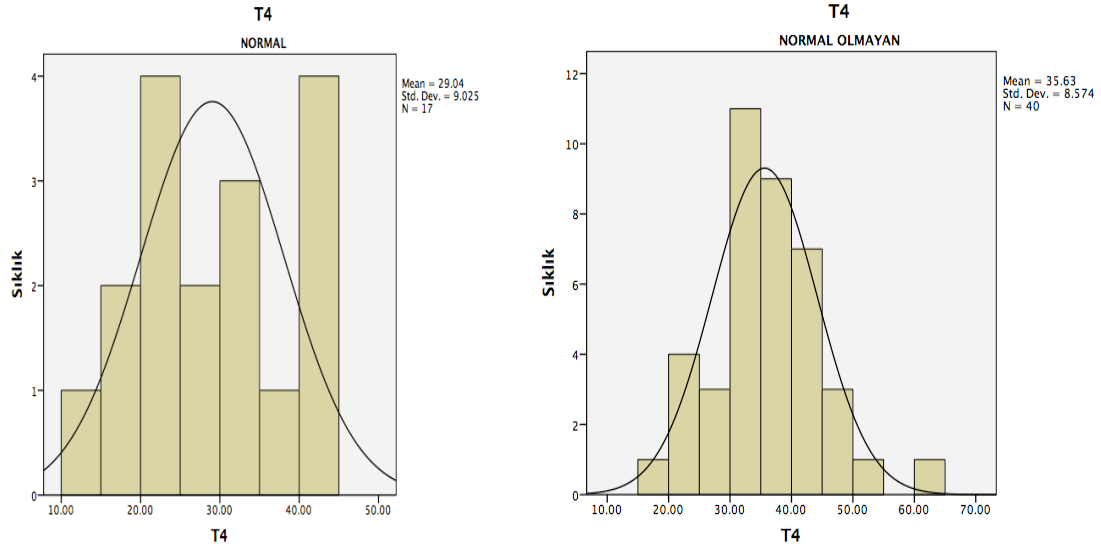 T4
NORMAL
Mean = 29.04
Std. Dev. = 9.025
N = 17
4
3
2
1
0
Sıklık
10.00 20.00 30.00 40.00 50.00
T4
T4
NORMAL OLMAYAN
Mean = 35.63
Std. Dev. = 8.574
N = 40
12
10
8
6
4
2
0
Sıklık
10.00 20.00 30.00 40.00 50.00 60.00 70.00
T4